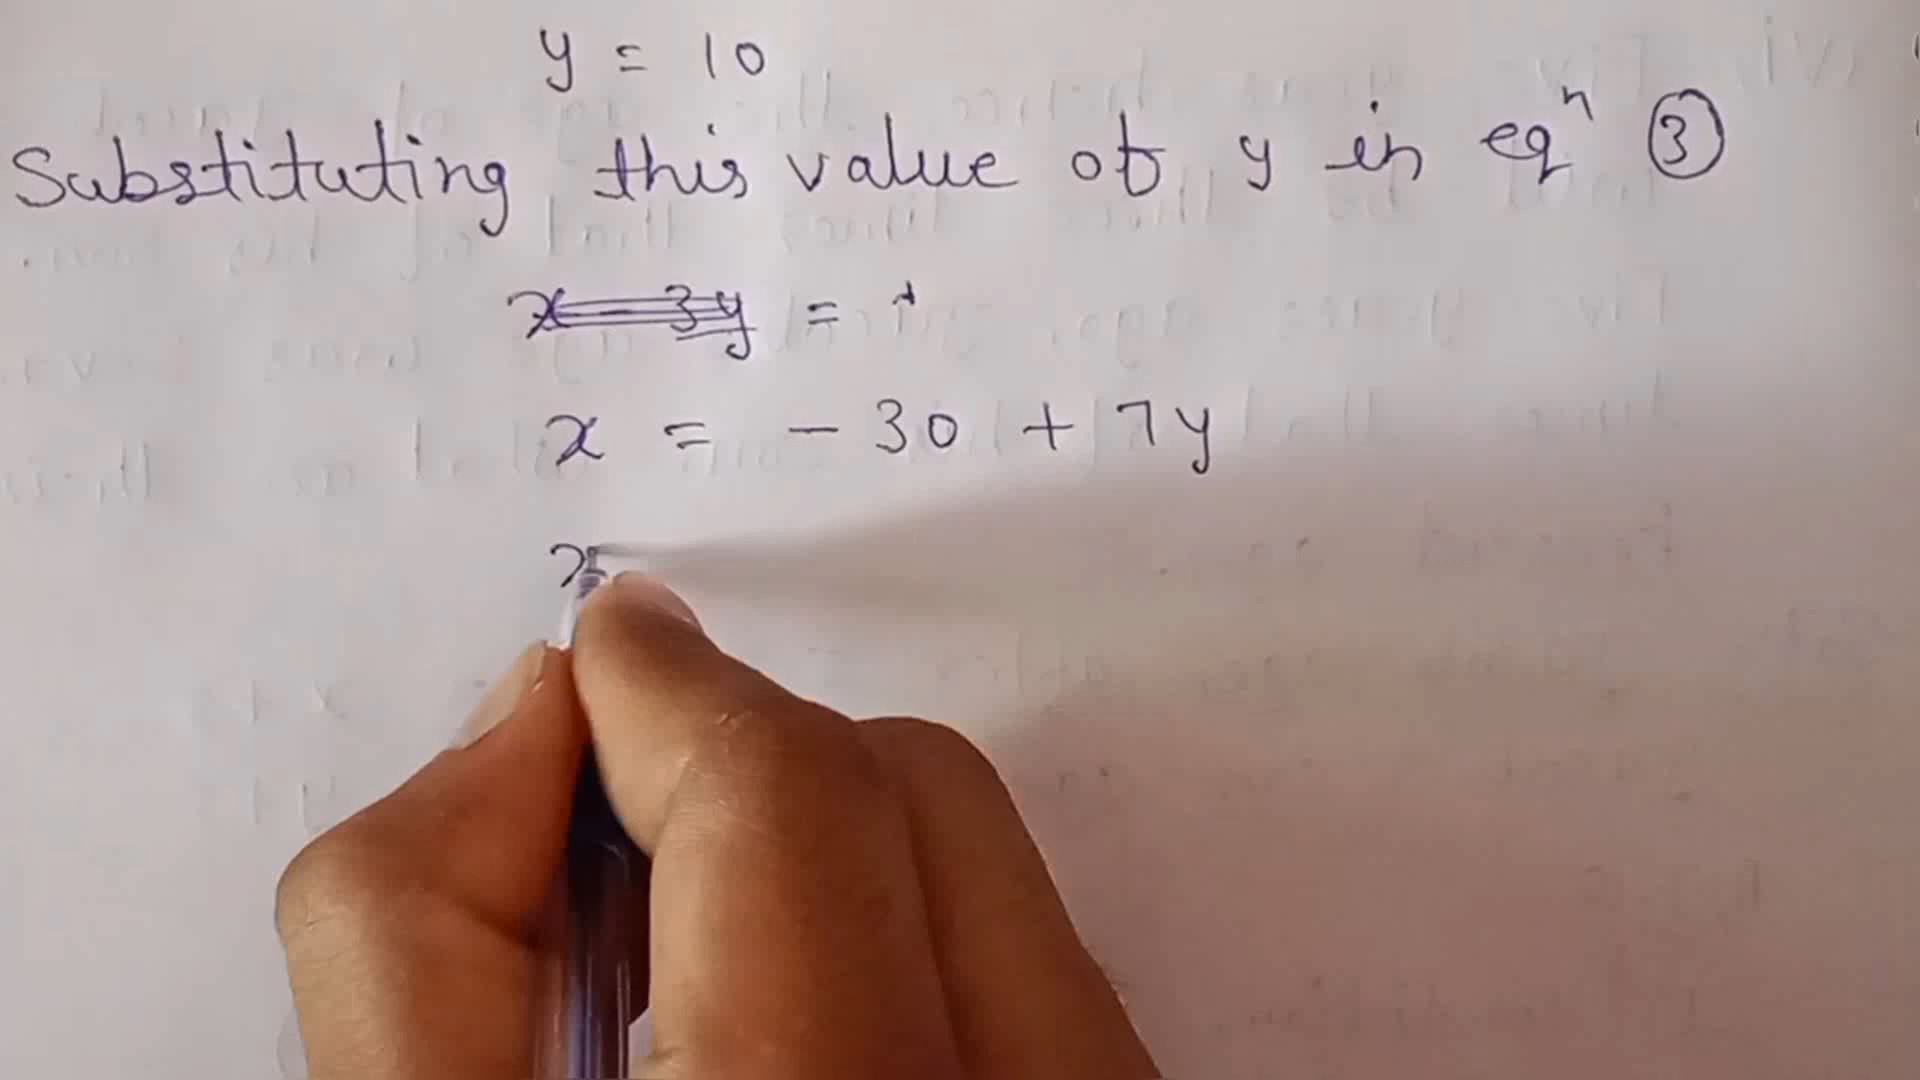 y = 10
Substituting this value of y in eqⁿ ③
x - 3y =
x = - 30 + 7y
x